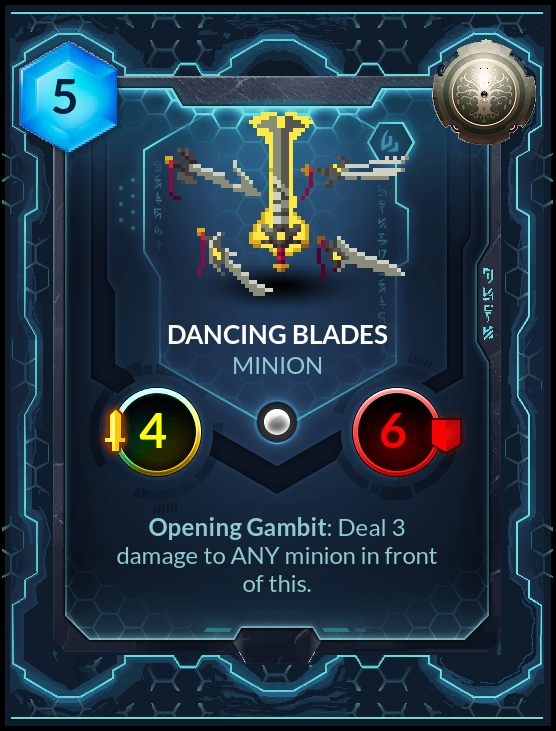 5
DANCING BLADES
MINION
4
6
Opening Gambit: Deal 3
damage to ANY minion in front
of this.